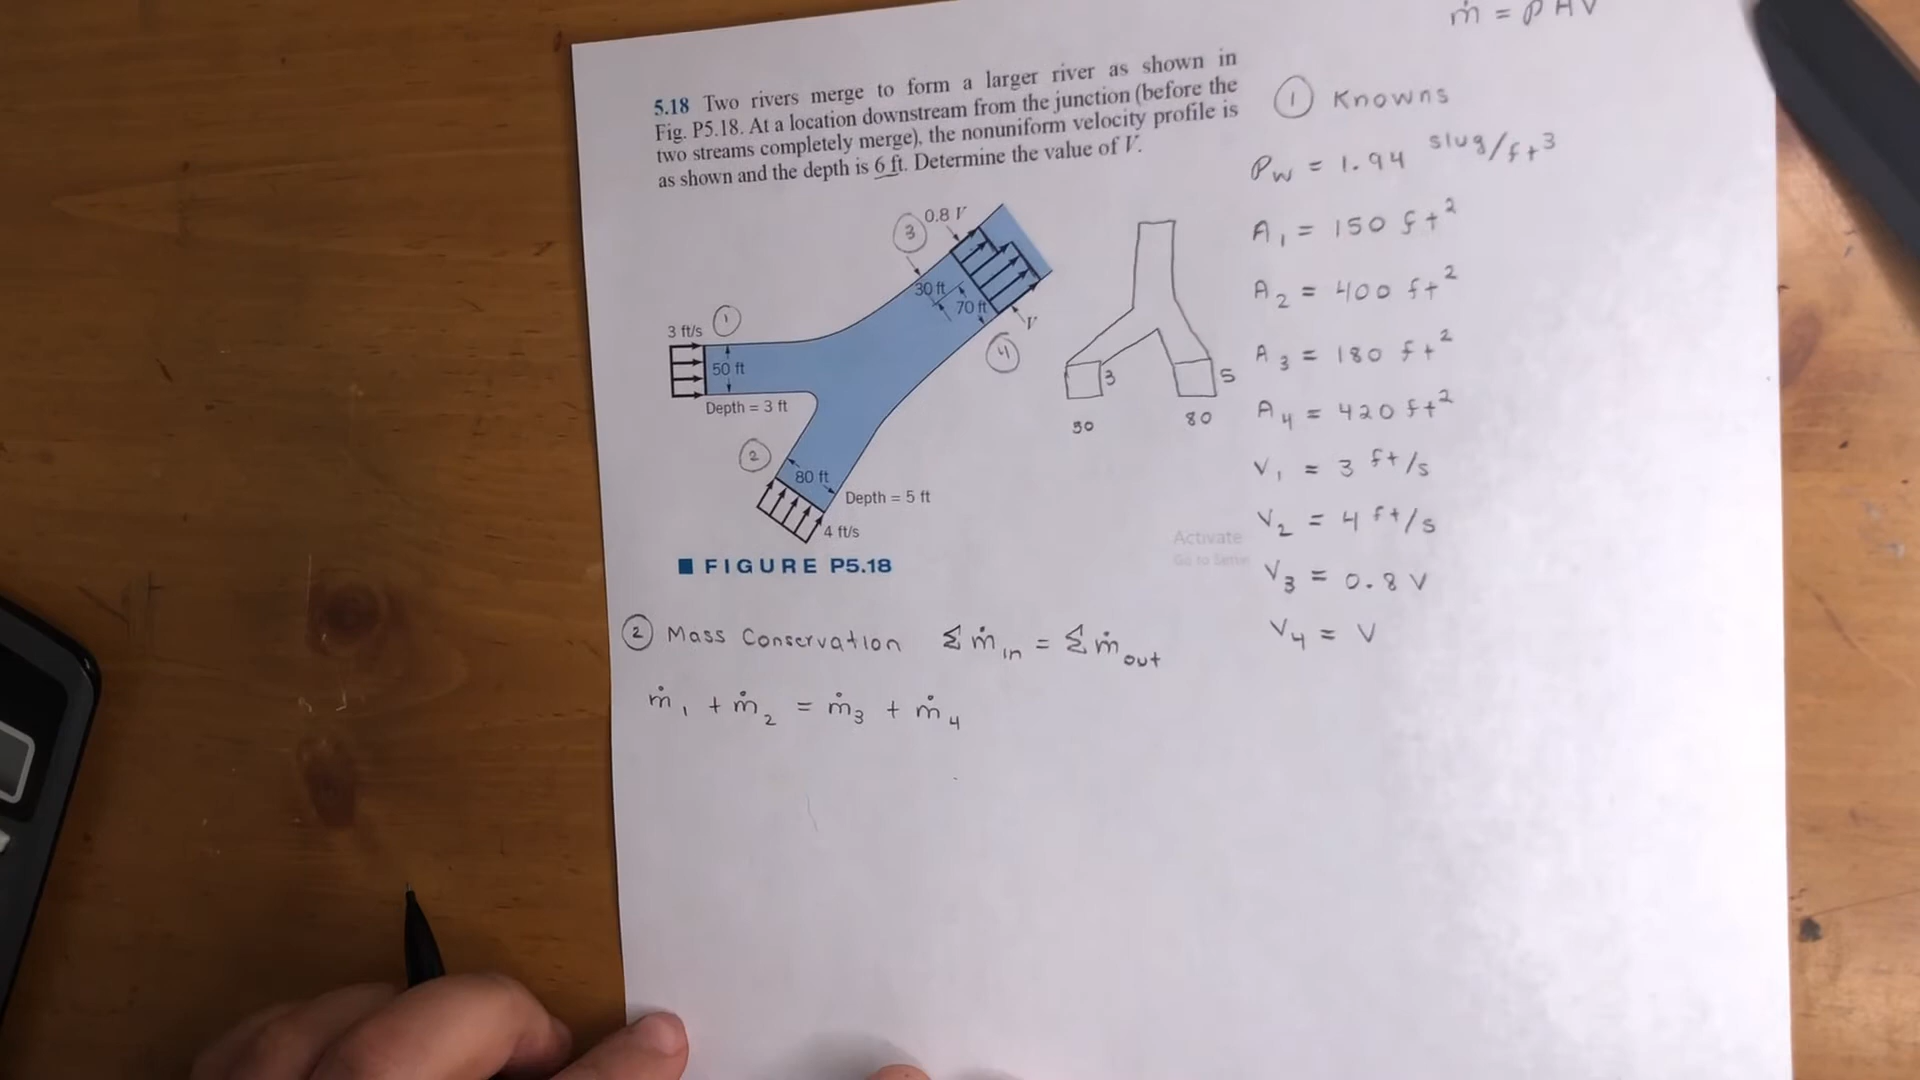 ṁ = ρ A V
5.18 Two rivers merge to form a larger river as shown in
Fig. P5.18. At a location downstream from the junction (before the
two streams completely merge), the nonuniform velocity profile is
as shown and the depth is 6 ft. Determine the value of V.
① Knowns
ρw = 1.94 slug/ft³
A₁ = 150 ft²
A₂ = 400 ft²
A₃ = 180 ft²
A₄ = 420 ft²
V₁ = 3 ft/s
V₂ = 4 ft/s
V₃ = 0.8 V
V₄ = V
③
0.8 V
30 ft
70 ft
V
④
3 ft/s
①
50 ft
Depth = 3 ft
②
80 ft
Depth = 5 ft
4 ft/s
3
5
50
80
Activate
■ FIGURE P5.18
② Mass Conservation Σṁin = Σṁout
ṁ₁ + ṁ₂ = ṁ₃ + ṁ₄